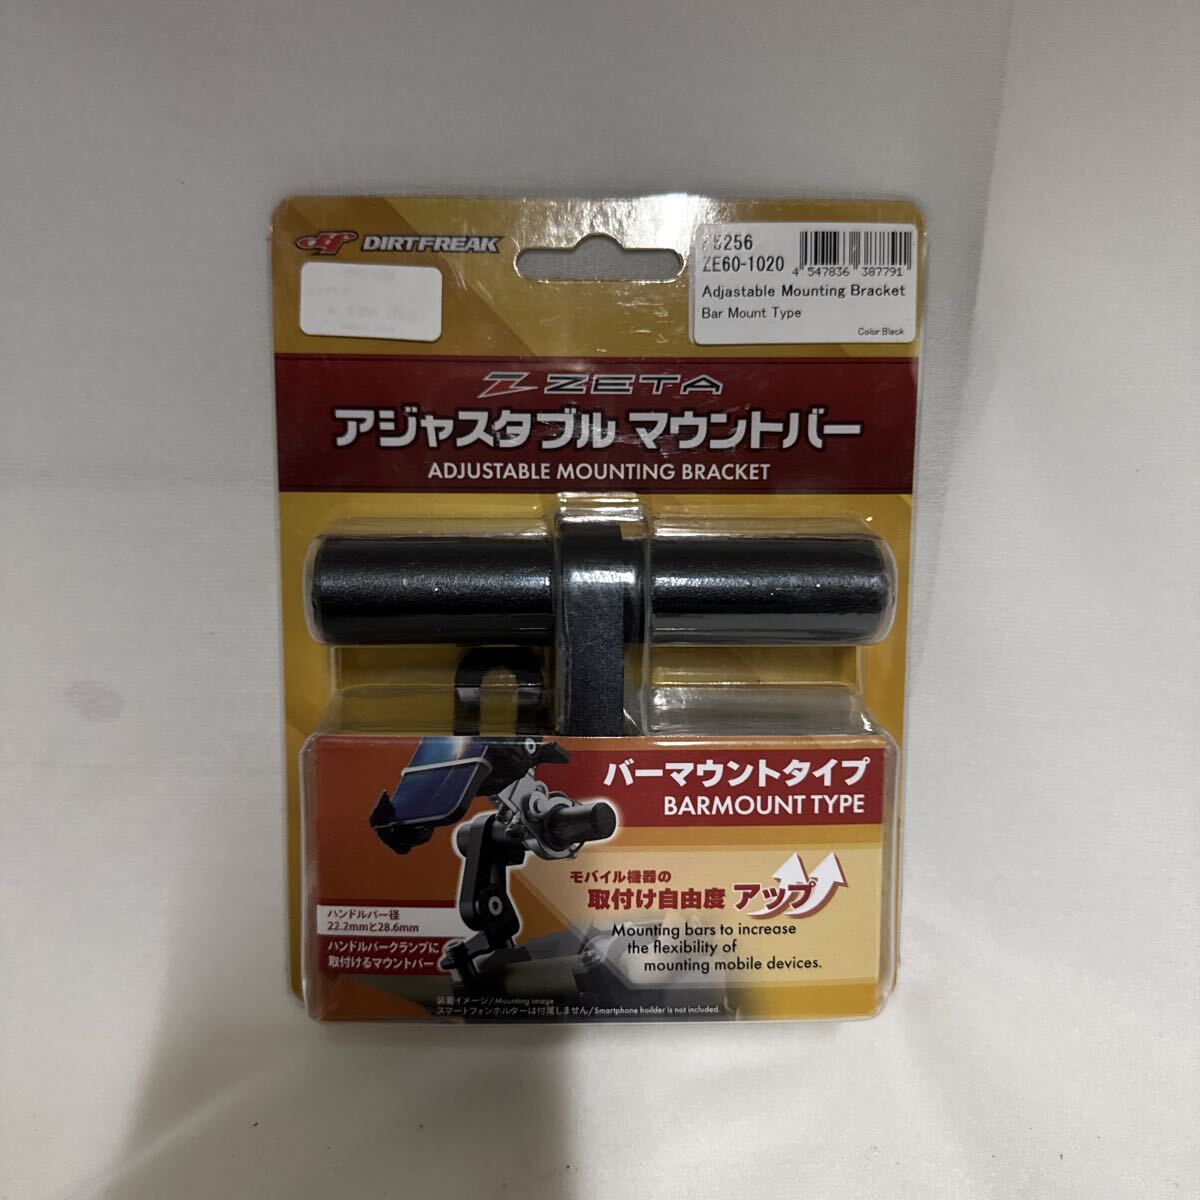 DIRTFREAK
5256
ZE60-1020
4 547836 387791
Adjastable Mounting Bracket
Bar Mount Type
Color Black
ZETA
アジャスタブル マウントバー
ADJUSTABLE MOUNTING BRACKET
バーマウントタイプ
BARMOUNT TYPE
モバイル機器の
取付け自由度 アップ
Mounting bars to increase
the flexibility of
mounting mobile devices.
ハンドルバー径
22.2mmと28.6mm
ハンドルバークランプに
取付けるマウントバー
装着イメージ/Mounting image
スマートフォンホルダーは付属しません/Smartphone hoilder is not included.